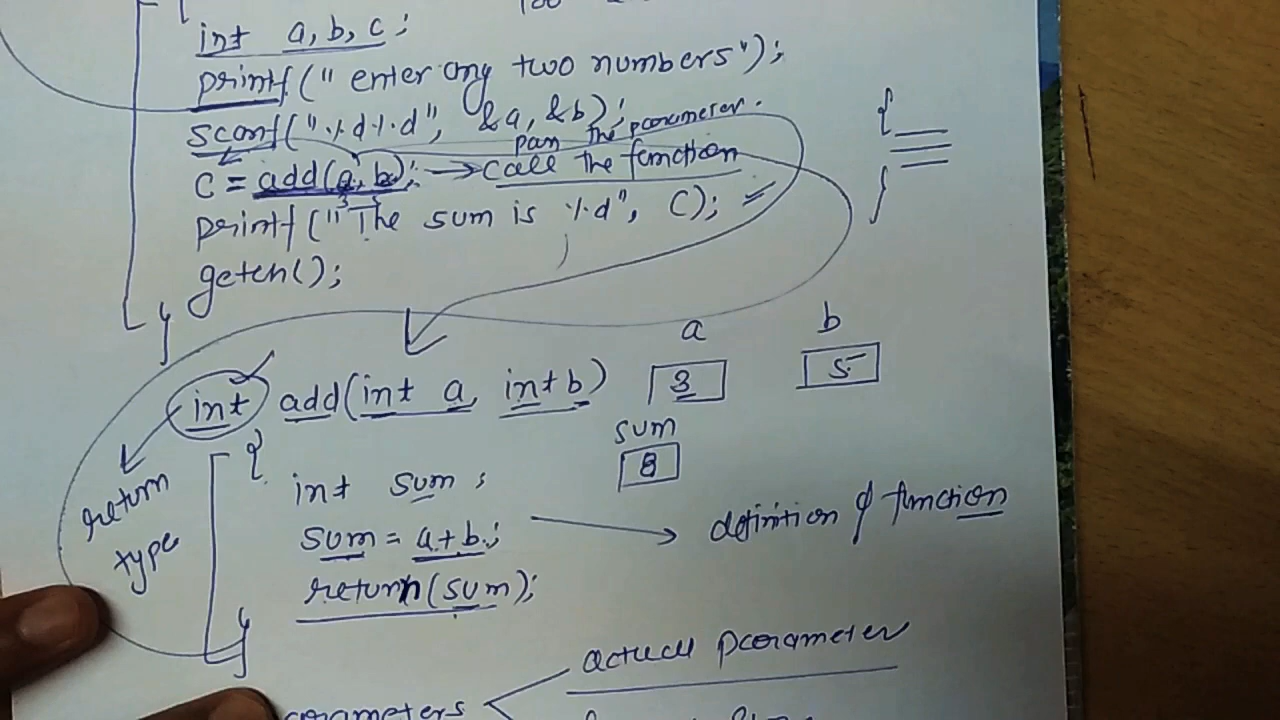 {
int a, b, c;
printf(" enter any two numbers");
scanf("%d%d", &a, &b);
pass the parameter.
c = add(a, b); → call the function
3 5
printf("The sum is %d", C);
getch();
}
{
}
a b
int add(int a, int b) 3 5
sum
8
{
return type
int sum;
sum = a+b;
return(sum);
}
definition of function
actual parameter
parameters